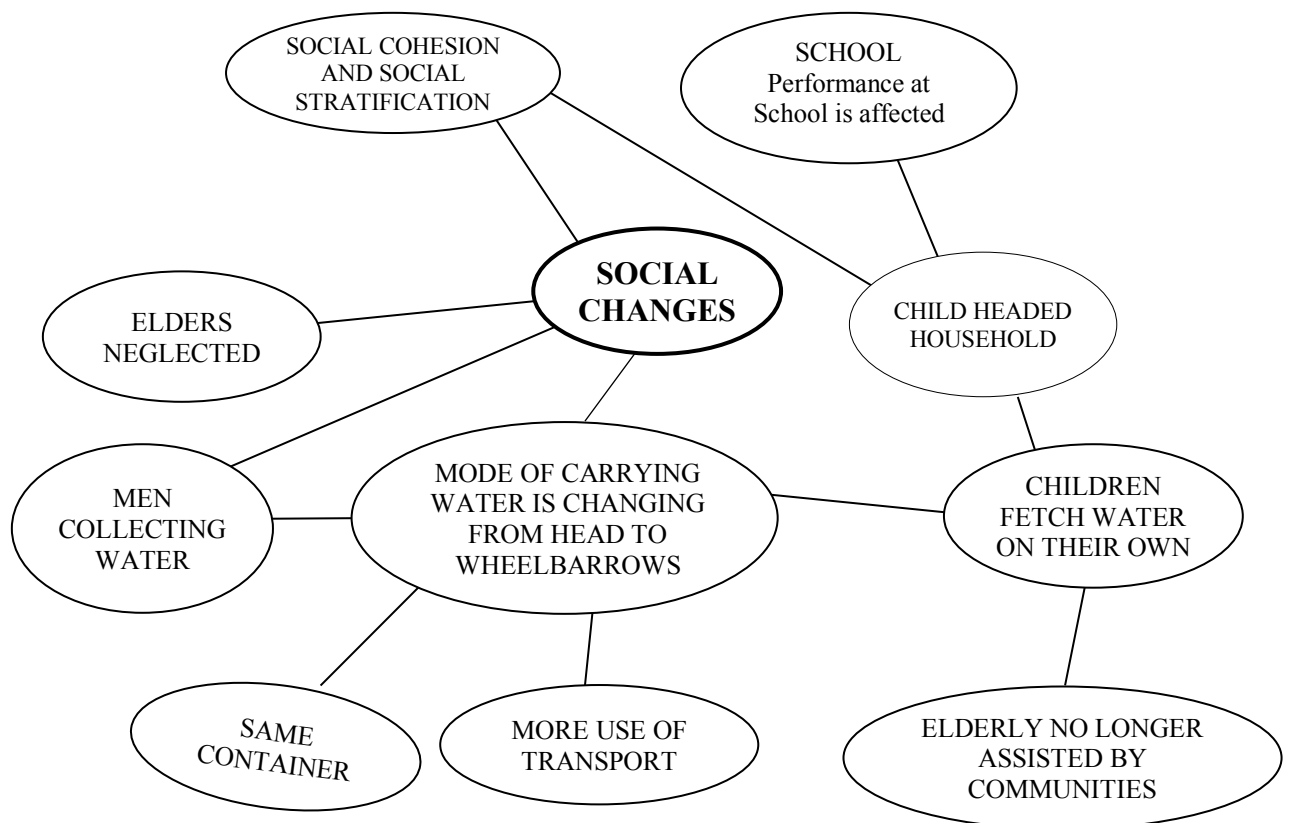 SOCIAL COHESION
AND SOCIAL
STRATIFICATION
SCHOOL
Performance at
School is affected
SOCIAL
CHANGES
CHILD HEADED
HOUSEHOLD
ELDERS
NEGLECTED
MEN
COLLECTING
WATER
MODE OF CARRYING
WATER IS CHANGING
FROM HEAD TO
WHEELBARROWS
CHILDREN
FETCH WATER
ON THEIR OWN
SAME
CONTAINER
MORE USE OF
TRANSPORT
ELDERLY NO LONGER
ASSISTED BY
COMMUNITIES